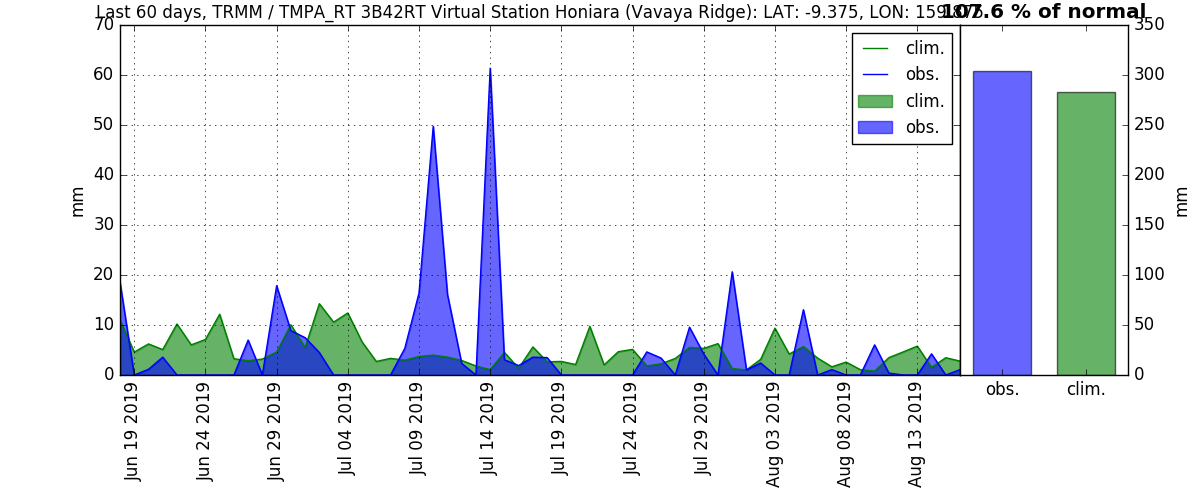 Last 60 days, TRMM / TMPA_RT 3B42RT Virtual Station Honiara (Vavaya Ridge): LAT: -9.375, LON:
107.6 % of normal
70
60
50
40
30
20
10
0
mm
clim.
obs.
clim.
obs.
350
300
250
200
150
100
50
0
mm
Jun 19 2019
Jun 24 2019
Jun 29 2019
Jul 04 2019
Jul 09 2019
Jul 14 2019
Jul 19 2019
Jul 24 2019
Jul 29 2019
Aug 03 2019
Aug 08 2019
Aug 13 2019
obs.
clim.